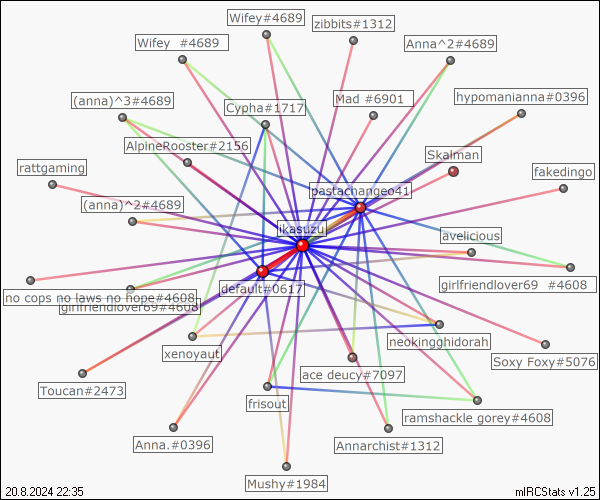 Wifey#4689
zibbits#1312
Wifey  #4689
Anna^2#4689
(anna)^3#4689
Cypha#1717
Mad #6901
hypomanianna#0396
AlpineRooster#2156
Skalman
rattgaming
pastachangeo41
fakedingo
(anna)^2#4689
ikasuzu
avelicious
default#0617
girlfriendlover69  #4608
no cops no laws no hope#4608
girlfriendlover69#4608
neokingghidorah
xenoyaut
Soxy Foxy#5076
ace deucy#7097
Toucan#2473
frisout
ramshackle gorey#4608
Anna.#0396
Annarchist#1312
Mushy#1984
20.8.2024 22:35
mIRCStats v1.25